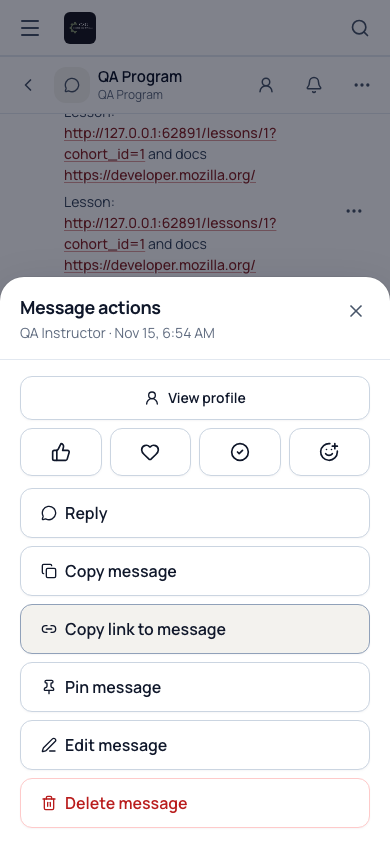 QA Program
QA Program
Lesson:
http://127.0.0.1:62891/lessons/1?
cohort_id=1 and docs
https://developer.mozilla.org/
Lesson:
http://127.0.0.1:62891/lessons/1?
cohort_id=1 and docs
https://developer.mozilla.org/
Message actions
QA Instructor · Nov 15, 6:54 AM
View profile
Reply
Copy message
Copy link to message
Pin message
Edit message
Delete message